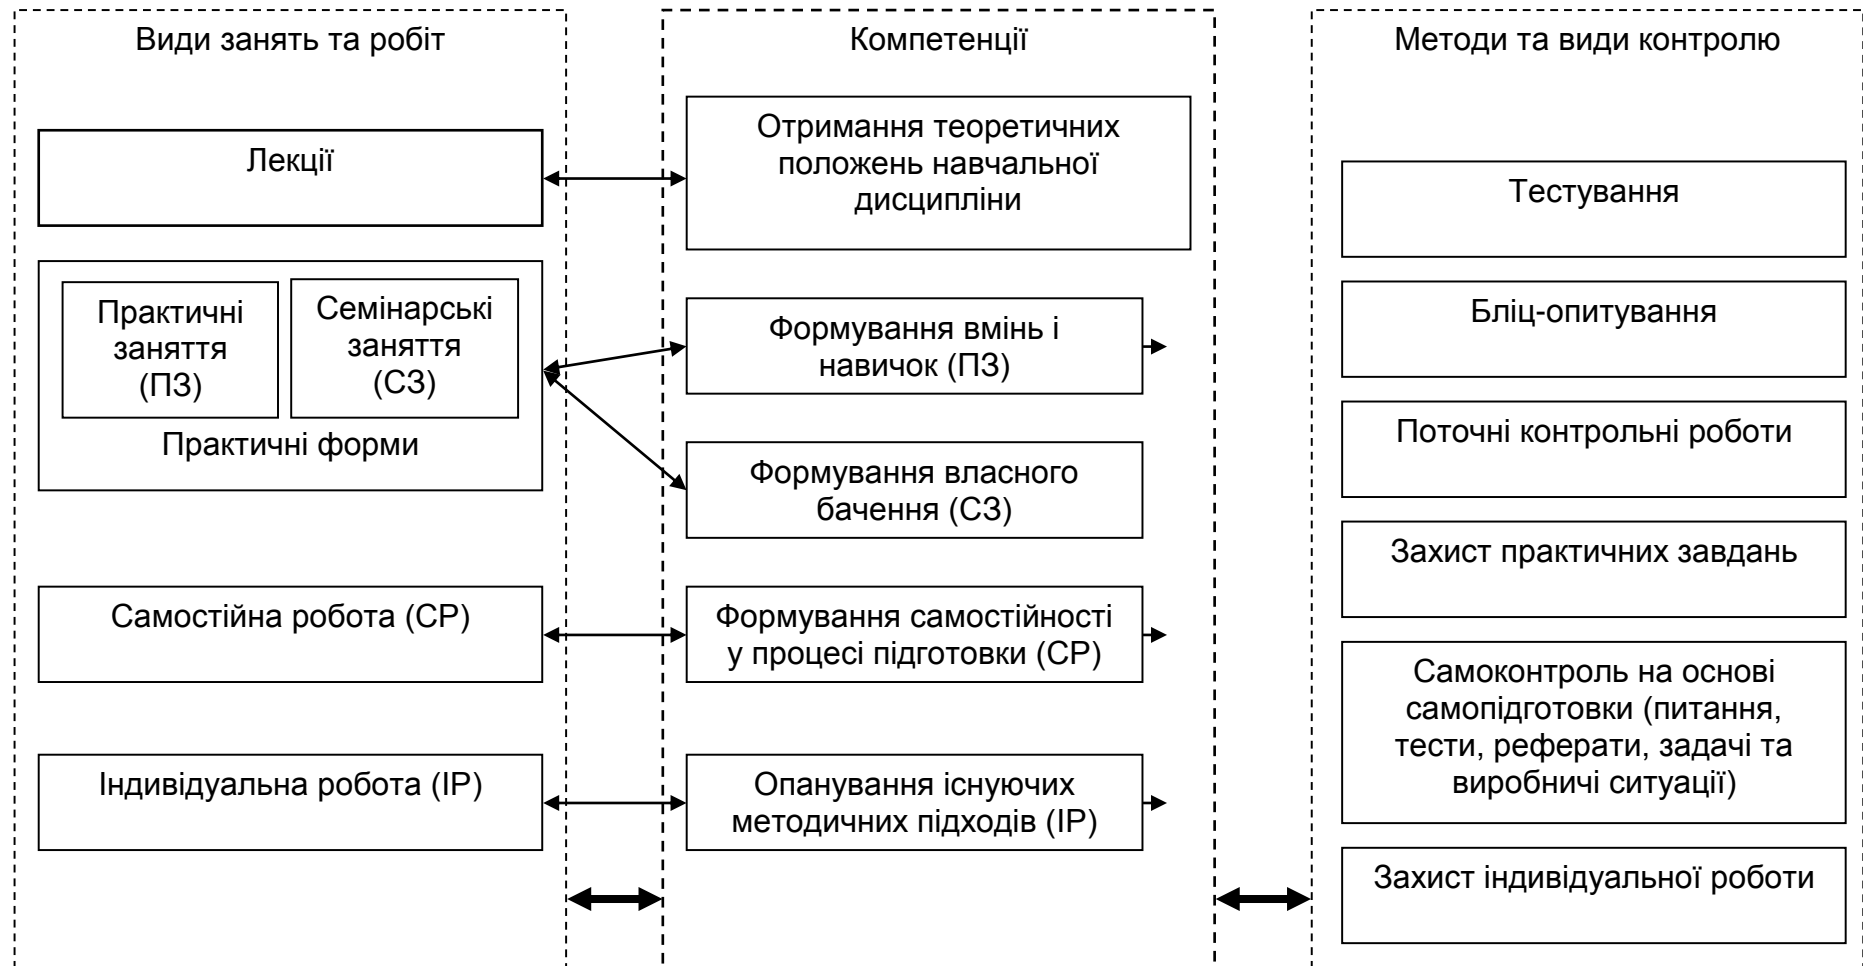 Види занять та робіт
Лекції
Практичні
заняття
(ПЗ)
Семінарські
заняття
(СЗ)
Практичні форми
Самостійна робота (СР)
Індивідуальна робота (ІР)
Компетенції
Отримання теоретичних
положень навчальної
дисципліни
Формування вмінь і
навичок (ПЗ)
Формування власного
бачення (СЗ)
Формування самостійності
у процесі підготовки (СР)
Опанування існуючих
методичних підходів (ІР)
Методи та види контролю
Тестування
Бліц-опитування
Поточні контрольні роботи
Захист практичних завдань
Самоконтроль на основі
самопідготовки (питання,
тести, реферати, задачі та
виробничі ситуації)
Захист індивідуальної роботи